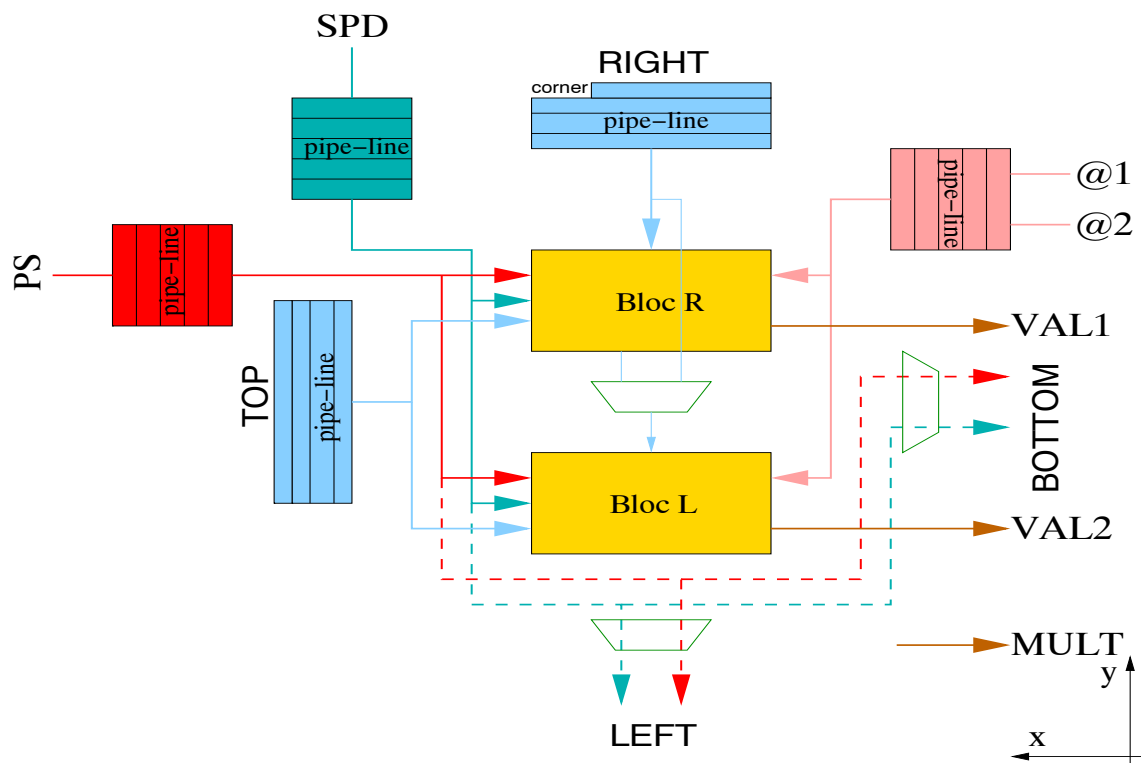 SPD
RIGHT
corner
pipe-line
pipe-line
pipe-line
@1
@2
PS
pipe-line
Bloc R
VAL1
TOP
pipe-line
BOTTOM
Bloc L
VAL2
MULT
y
LEFT
x